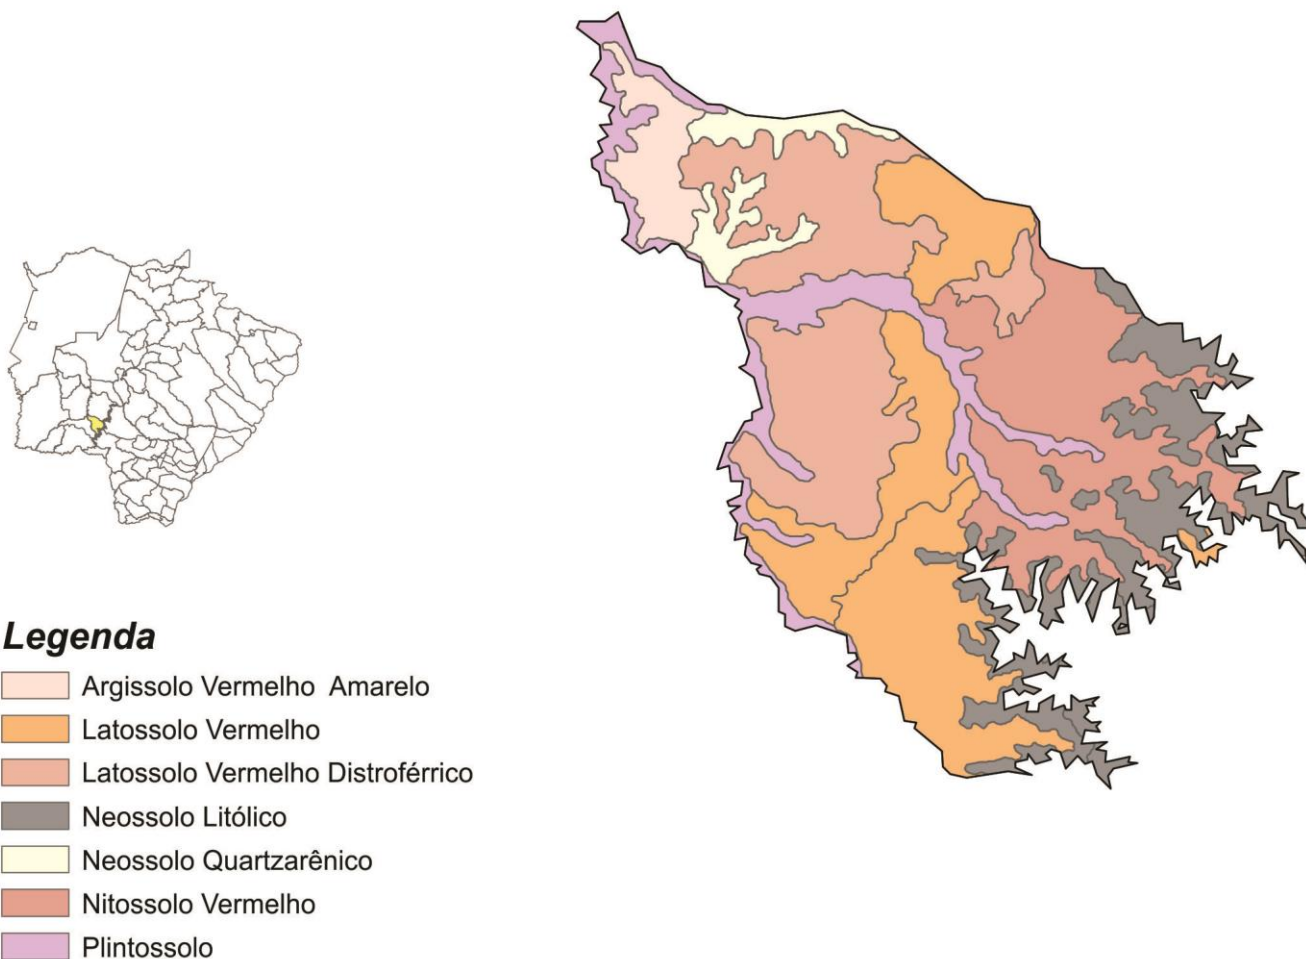 Legenda
Argissolo Vermelho Amarelo
Latossolo Vermelho
Latossolo Vermelho Distroférrico
Neossolo Litólico
Neossolo Quartzarênico
Nitossolo Vermelho
Plintossolo